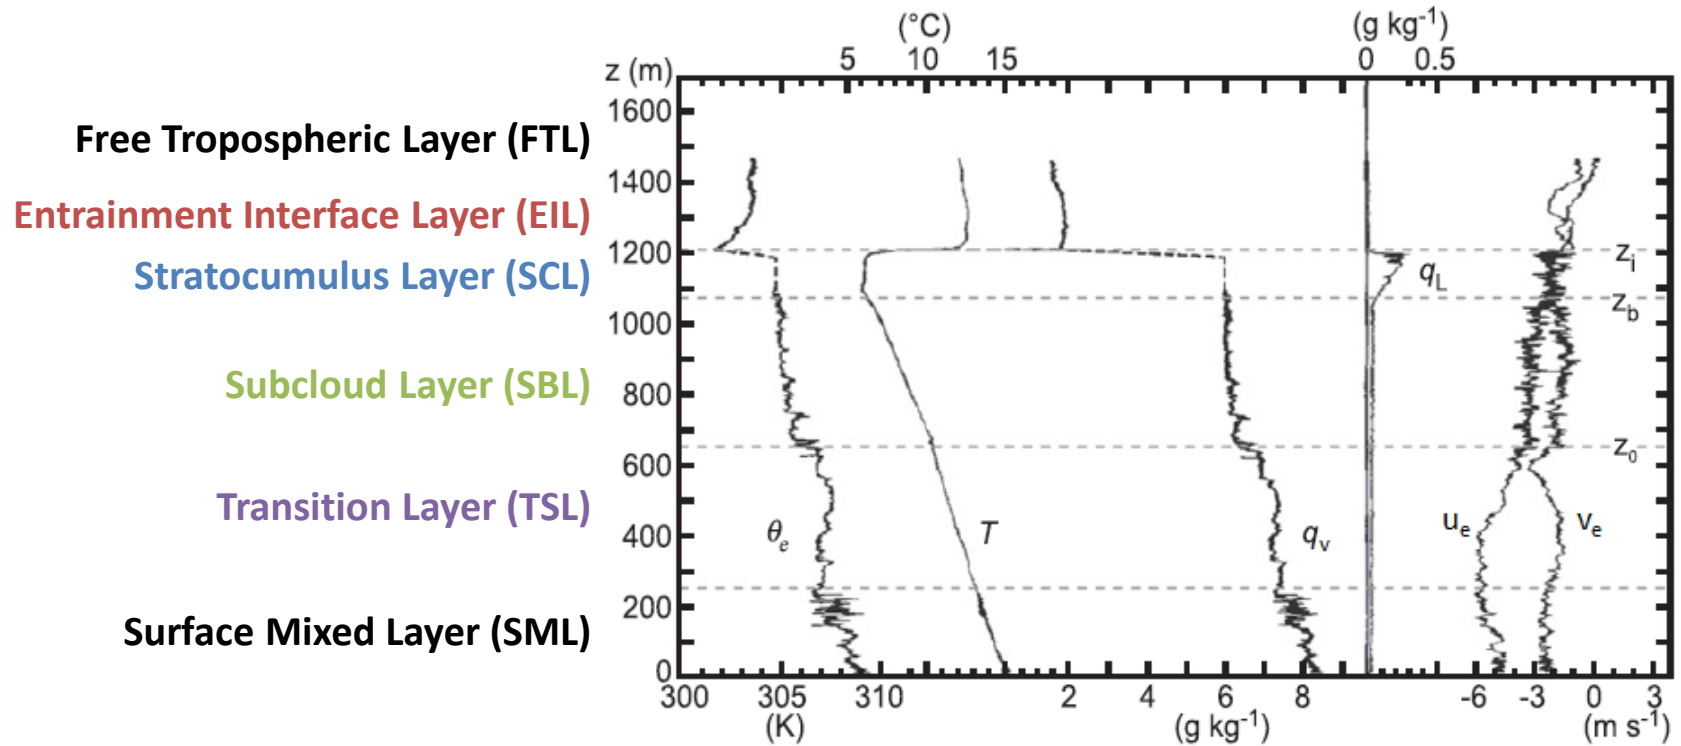 (°C)
(g kg-1)
5 10 15
0 0.5
z (m)
1600
Free Tropospheric Layer (FTL)
1400
Entrainment Interface Layer (EIL)
1200
zi
Stratocumulus Layer (SCL)
qL
zb
1000
Subcloud Layer (SBL)
800
z0
600
Transition Layer (TSL)
θe
T
qv
ue
ve
400
200
Surface Mixed Layer (SML)
0
300 305 310
2 4 6 8
-6 -3 0 3
(K)
(g kg-1)
(m s-1)